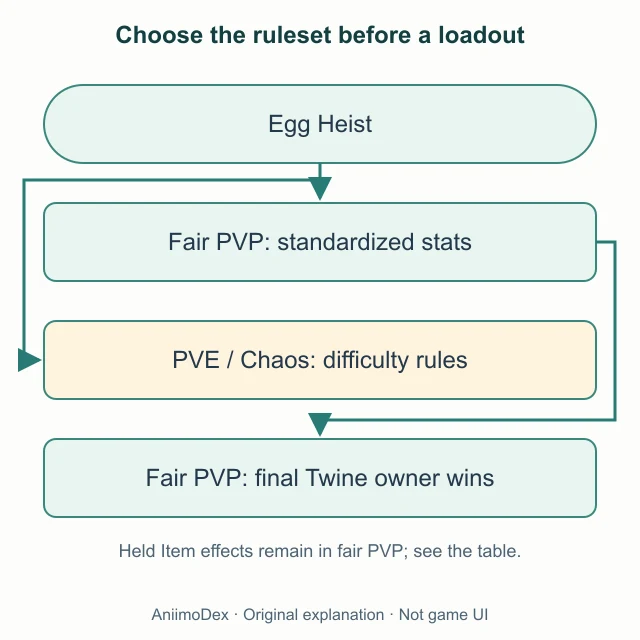 Choose the ruleset before a loadout
Egg Heist
Fair PVP: standardized stats
PVE / Chaos: difficulty rules
Fair PVP: final Twine owner wins
Held Item effects remain in fair PVP; see the table.
AniimoDex · Original explanation · Not game UI